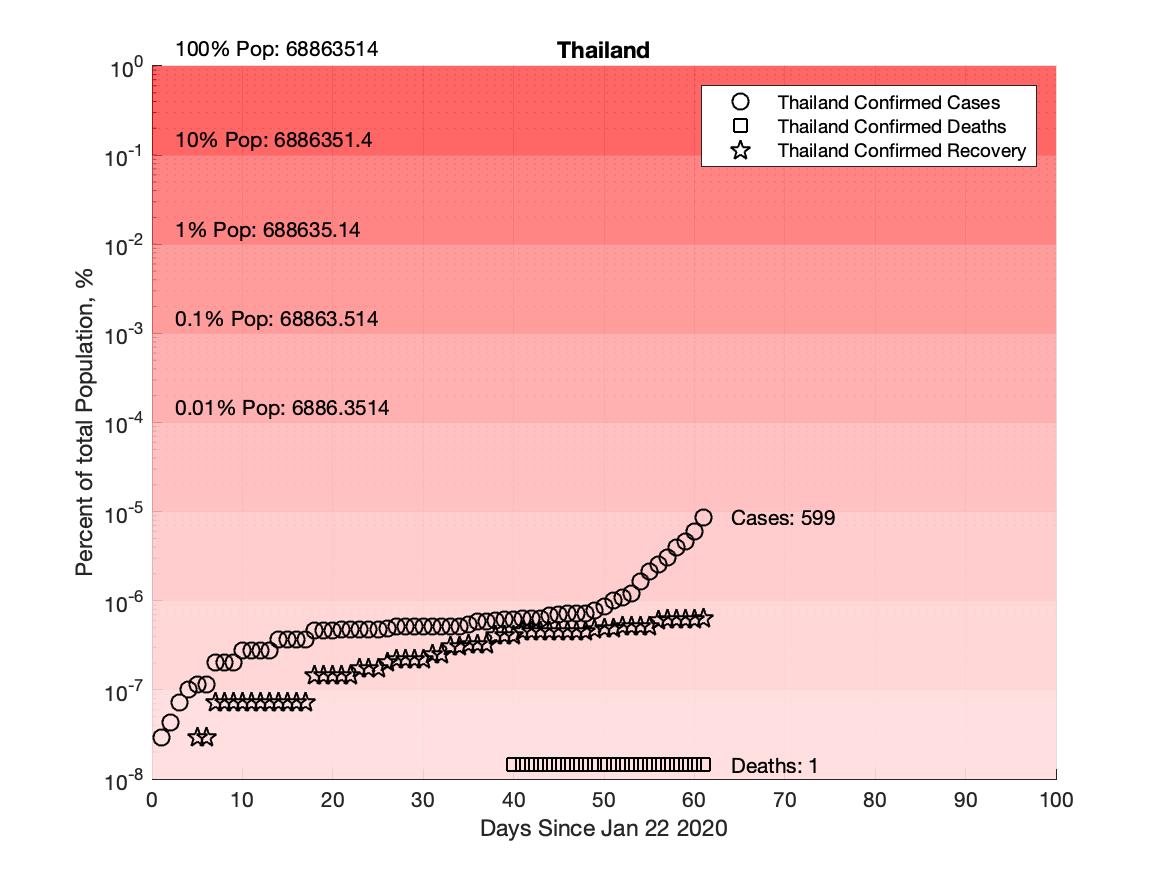 100% Pop: 68863514
Thailand
10^0
10% Pop: 6886351.4
10^-1
1% Pop: 688635.14
10^-2
0.1% Pop: 68863.514
10^-3
0.01% Pop: 6886.3514
10^-4
10^-5
10^-6
10^-7
10^-8
Percent of total Population, %
Thailand Confirmed Cases
Thailand Confirmed Deaths
Thailand Confirmed Recovery
Cases: 599
Deaths: 1
0 10 20 30 40 50 60 70 80 90 100
Days Since Jan 22 2020